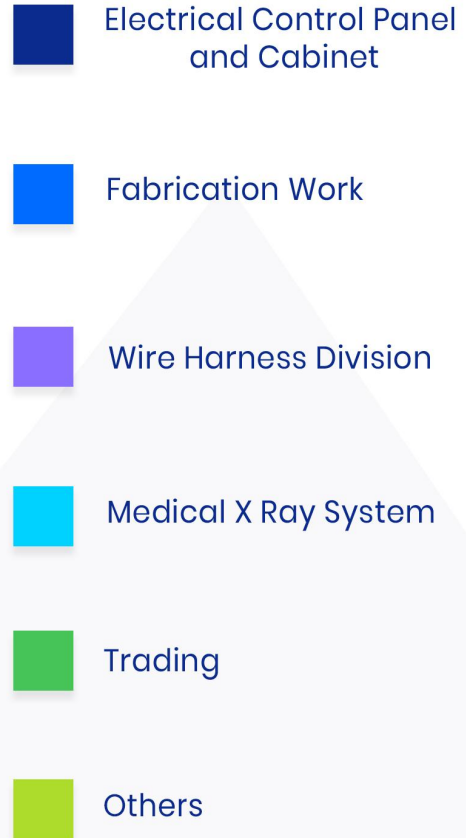 Electrical Control Panel
and Cabinet
Fabrication Work
Wire Harness Division
Medical X Ray System
Trading
Others